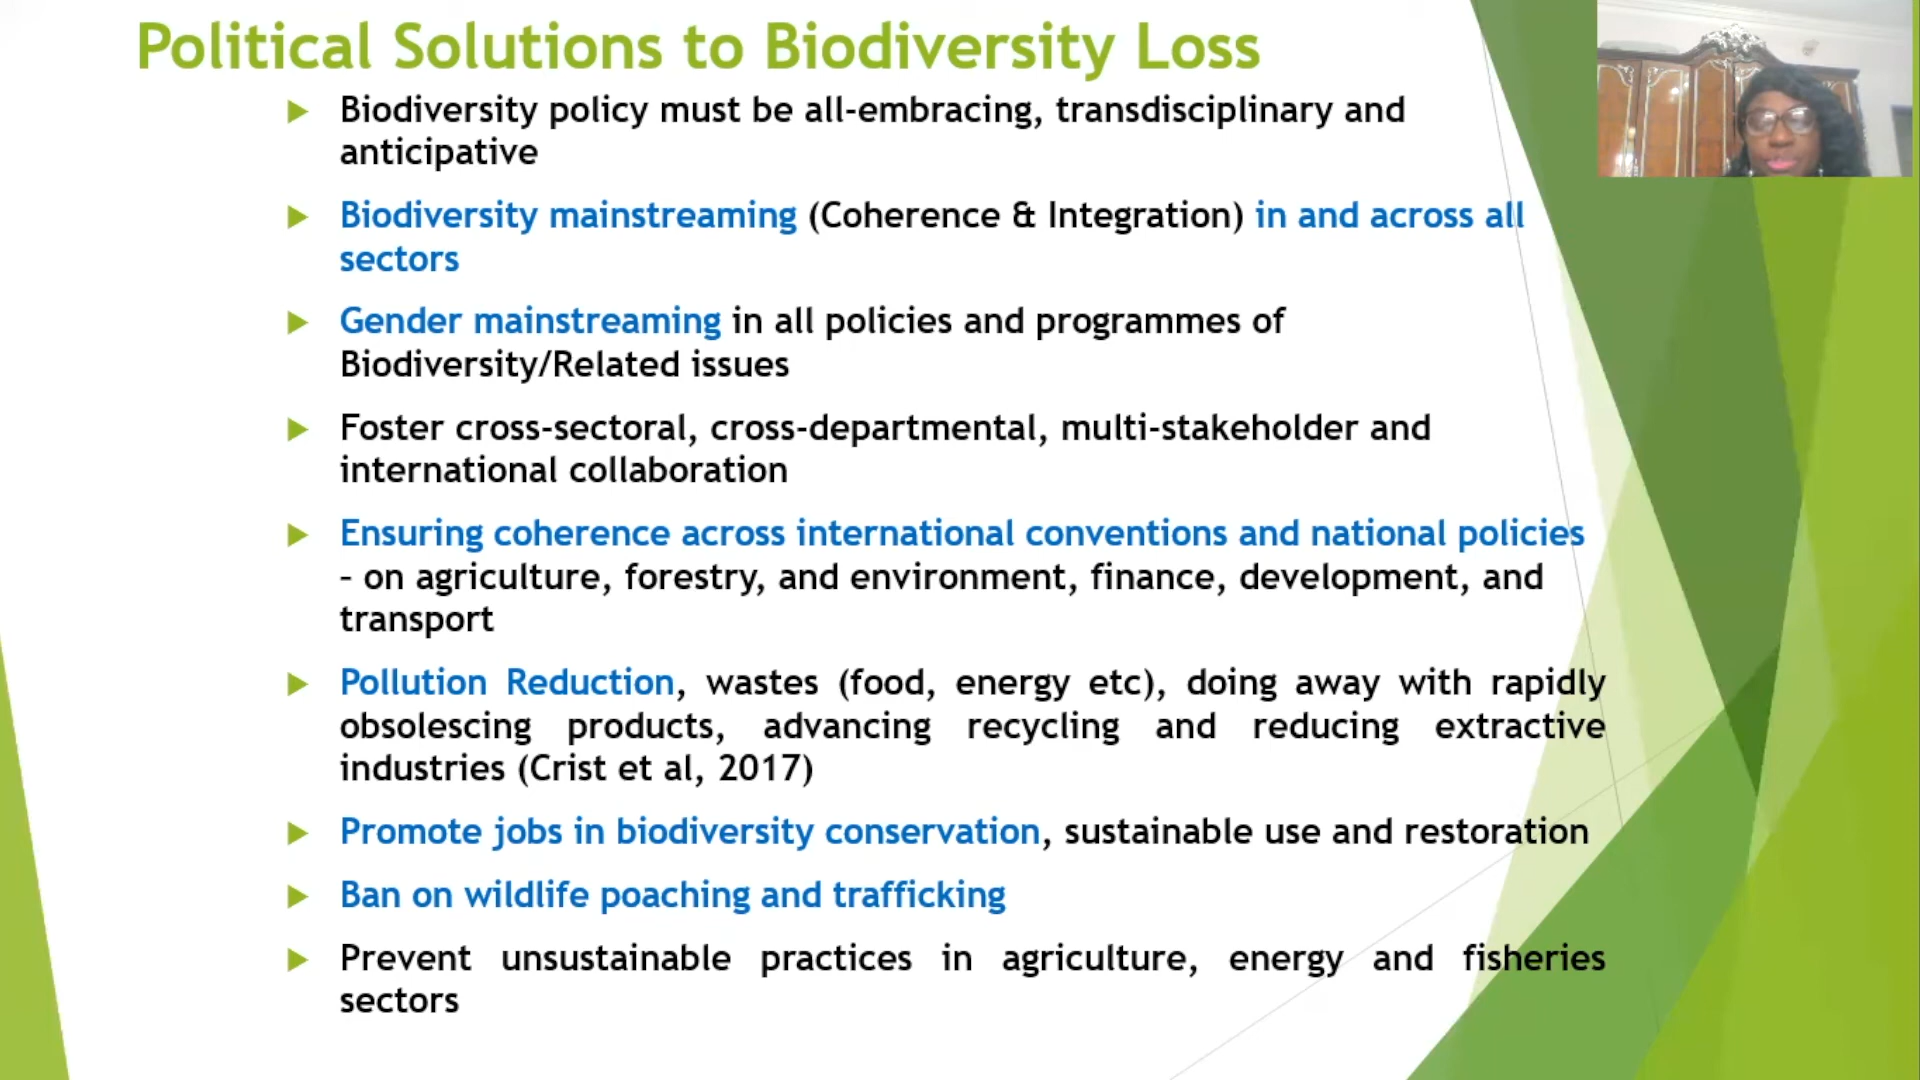 Political Solutions to Biodiversity Loss
Biodiversity policy must be all-embracing, transdisciplinary and
anticipative
Biodiversity mainstreaming (Coherence & Integration) in and across all
sectors
Gender mainstreaming in all policies and programmes of
Biodiversity/Related issues
Foster cross-sectoral, cross-departmental, multi-stakeholder and
international collaboration
Ensuring coherence across international conventions and national policies
– on agriculture, forestry, and environment, finance, development, and
transport
Pollution Reduction, wastes (food, energy etc), doing away with rapidly
obsolescing products, advancing recycling and reducing extractive
industries (Crist et al, 2017)
Promote jobs in biodiversity conservation, sustainable use and restoration
Ban on wildlife poaching and trafficking
Prevent unsustainable practices in agriculture, energy and fisheries
sectors